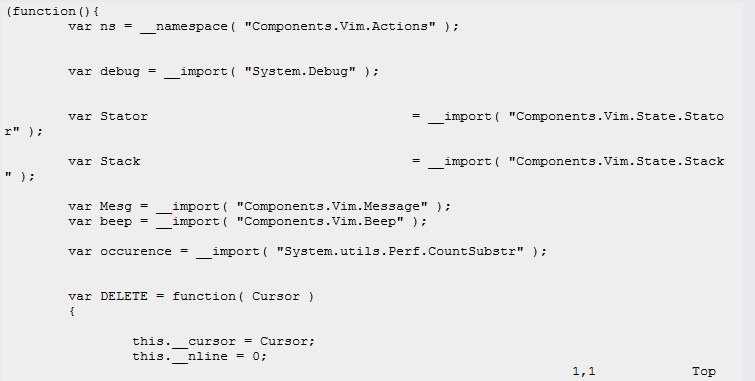 (function(){
var ns = __namespace( "Components.Vim.Actions" );
var debug = __import( "System.Debug" );
var Stator = __import( "Components.Vim.State.Stato
r" );
var Stack = __import( "Components.Vim.State.Stack
" );
var Mesg = __import( "Components.Vim.Message" );
var beep = __import( "Components.Vim.Beep" );
var occurence = __import( "System.utils.Perf.CountSubstr" );
var DELETE = function( Cursor )
{
this.__cursor = Cursor;
this.__nline = 0;
1,1 Top